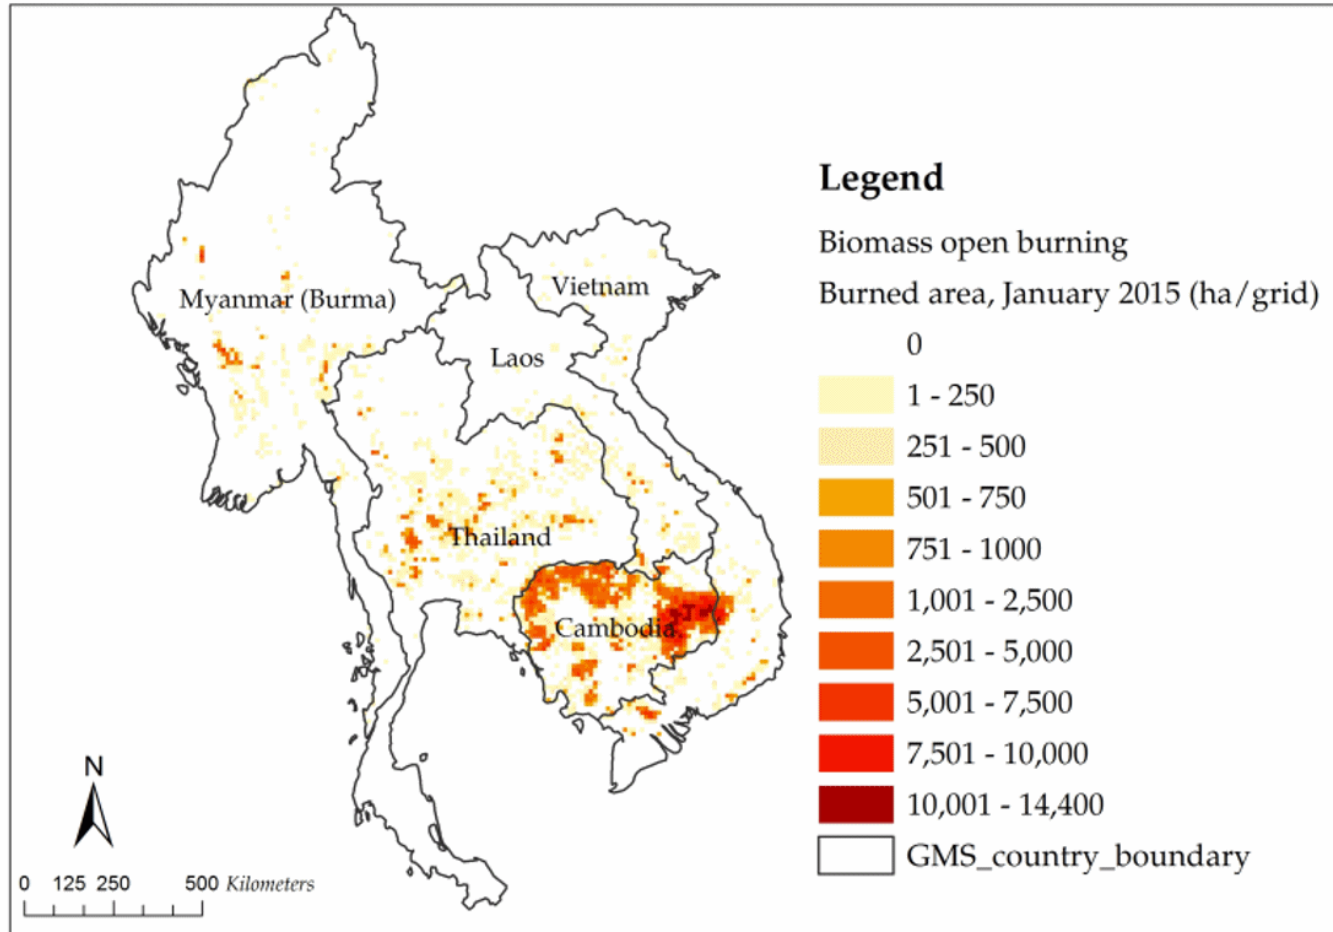 Legend
Biomass open burning
Burned area, January 2015 (ha/grid)
0
1 - 250
251 - 500
501 - 750
751 - 1000
1,001 - 2,500
2,501 - 5,000
5,001 - 7,500
7,501 - 10,000
10,001 - 14,400
GMS_country_boundary
Myanmar (Burma)
Vietnam
Laos
Thailand
Cambodia
N
0 125 250 500 Kilometers